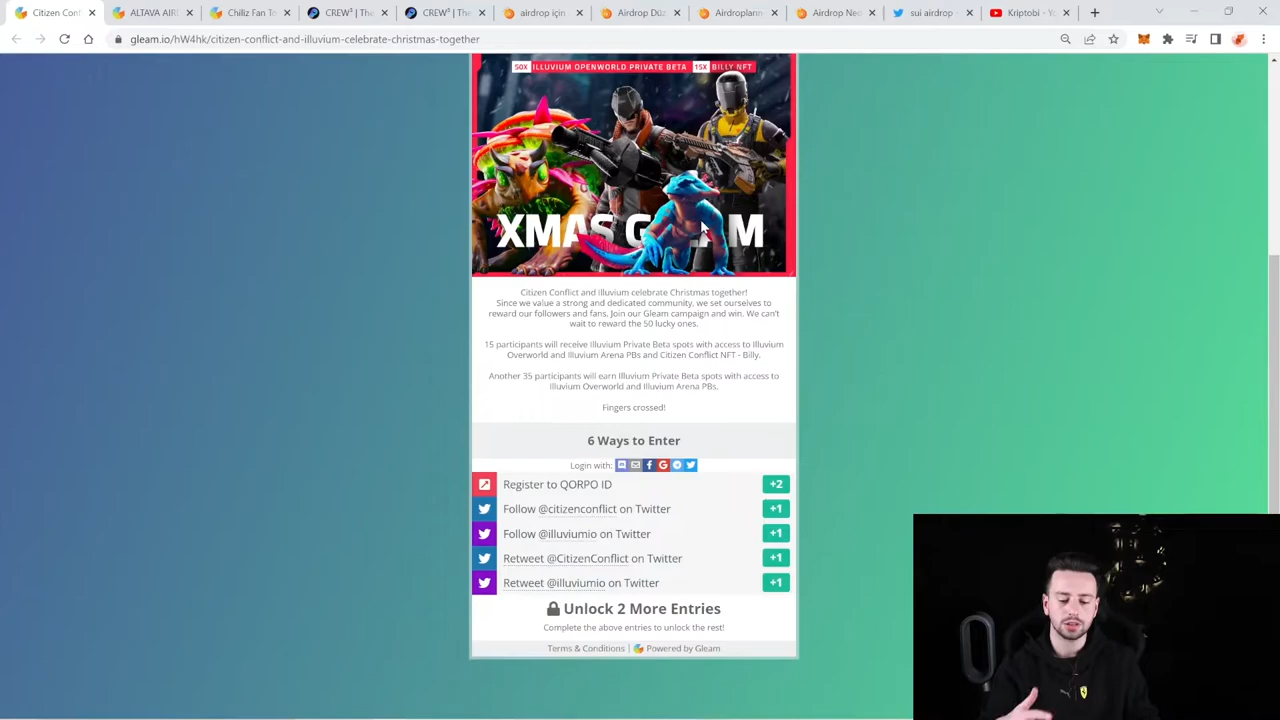 Citizen Conf
ALTAVA AIRI
Chiliz Fan To
CREW³ | The
CREW³ | The
airdrop için
Airdrop Düz
Airdropların
Airdrop Neo
sui airdrop -
Kriptobi - Yo
gleam.io/hW4hk/citizen-conflict-and-illuvium-celebrate-christmas-together
50X ILLUVIUM OPENWORLD PRIVATE BETA 15X BILLY NFT
XMAS GLEAM
Citizen Conflict and Illuvium celebrate Christmas together!
Since we value a strong and dedicated community, we set ourselves to
reward our followers and fans. Join our Gleam campaign and win. We can't
wait to reward the 50 lucky ones.
15 participants will receive Illuvium Private Beta spots with access to Illuvium
Overworld and Illuvium Arena PBs and Citizen Conflict NFT - Billy.
Another 35 participants will earn Illuvium Private Beta spots with access to
Illuvium Overworld and Illuvium Arena PBs.
Fingers crossed!
6 Ways to Enter
Login with:
Register to QORPO ID +2
Follow @citizenconflict on Twitter +1
Follow @illuviumio on Twitter +1
Retweet @CitizenConflict on Twitter +1
Retweet @illuviumio on Twitter +1
Unlock 2 More Entries
Complete the above entries to unlock the rest!
Terms & Conditions | Powered by Gleam